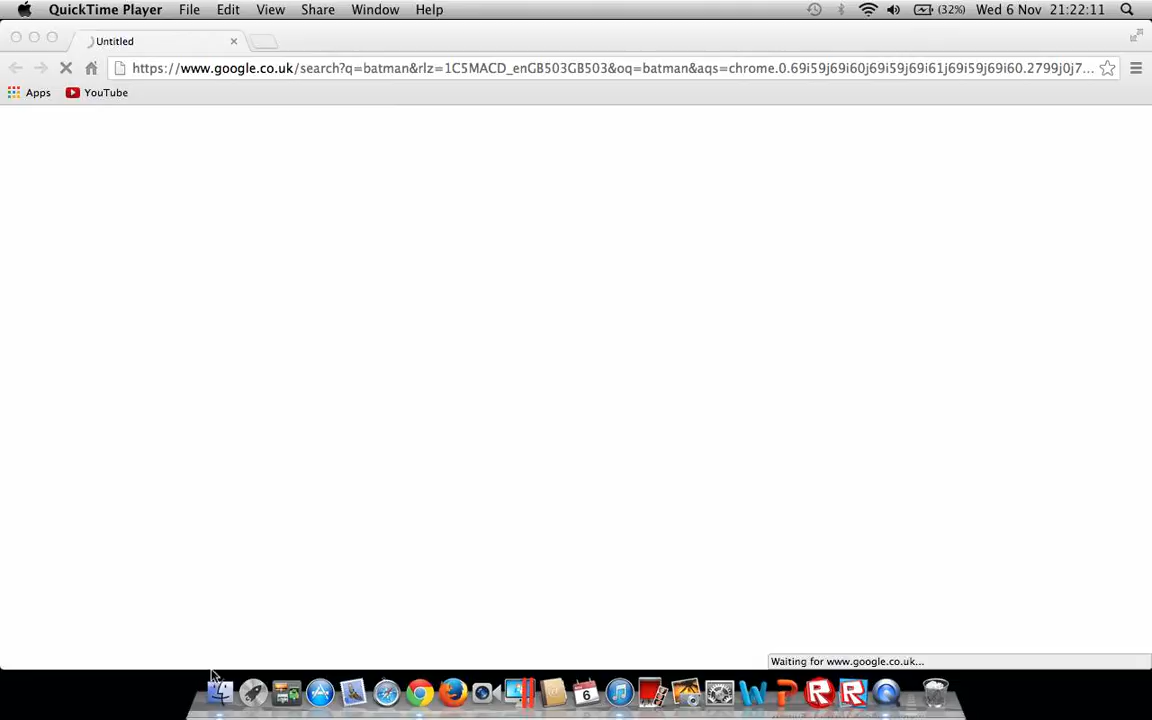 QuickTime Player File Edit View Share Window Help (32%) Wed 6 Nov 21:22:11
Untitled
https://www.google.co.uk/search?q=batman&rlz=1C5MACD_enGB503GB503&oq=batman&aqs=chrome.0.69i59j69i60j69i59j69i61j69i59j69i60.2799j0j7...
Apps YouTube
Waiting for www.google.co.uk...
6